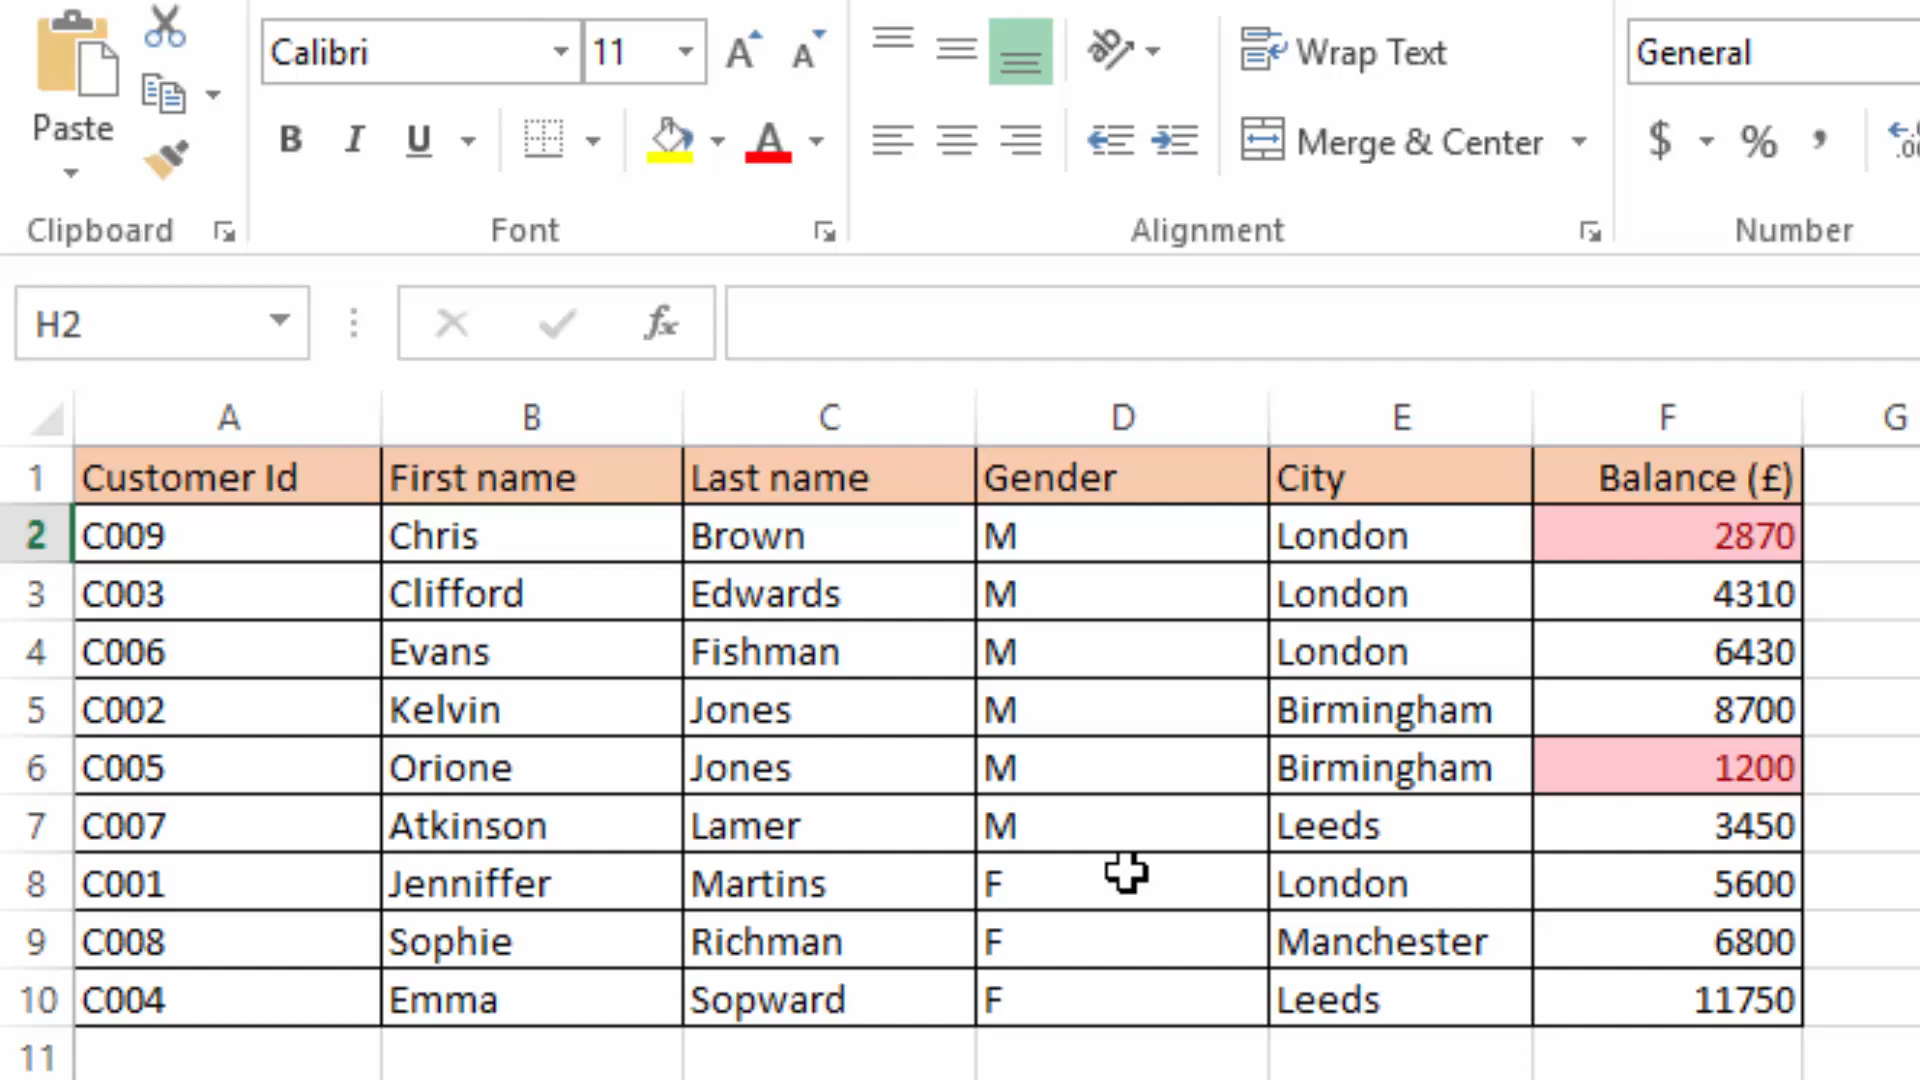 Calibri 11 A A ab Wrap Text General
Paste B I U A Merge & Center $ % ,
Clipboard Font Alignment Number
H2 fx
A B C D E F G
1 Customer Id First name Last name Gender City Balance (£)
2 C009 Chris Brown M London 2870
3 C003 Clifford Edwards M London 4310
4 C006 Evans Fishman M London 6430
5 C002 Kelvin Jones M Birmingham 8700
6 C005 Orione Jones M Birmingham 1200
7 C007 Atkinson Lamer M Leeds 3450
8 C001 Jenniffer Martins F London 5600
9 C008 Sophie Richman F Manchester 6800
10 C004 Emma Sopward F Leeds 11750
11